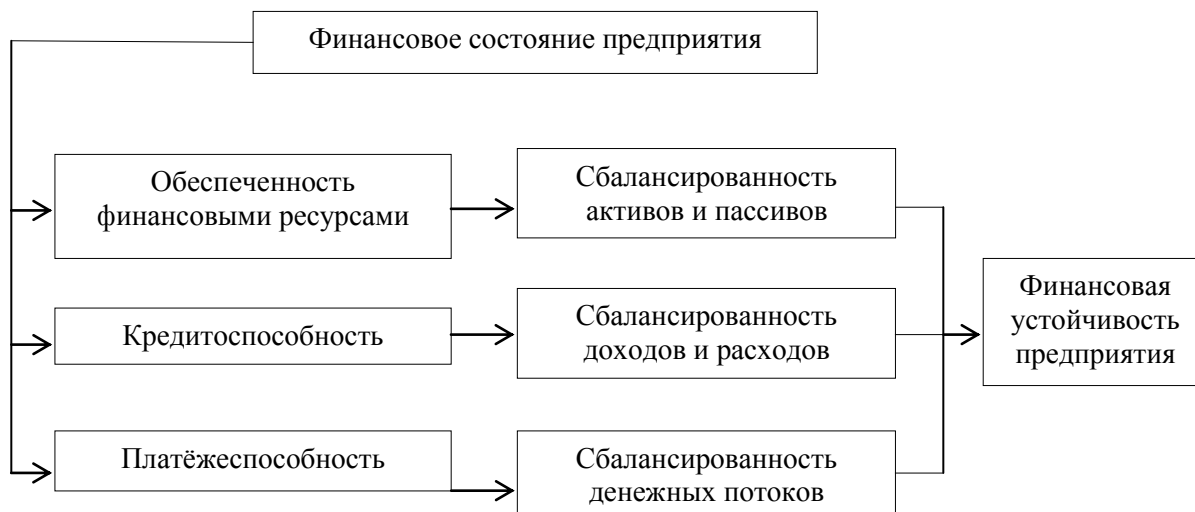 Финансовое состояние предприятия
Обеспеченность
финансовыми ресурсами
Сбалансированность
активов и пассивов
Кредитоспособность
Сбалансированность
доходов и расходов
Финансовая
устойчивость
предприятия
Платёжеспособность
Сбалансированность
денежных потоков